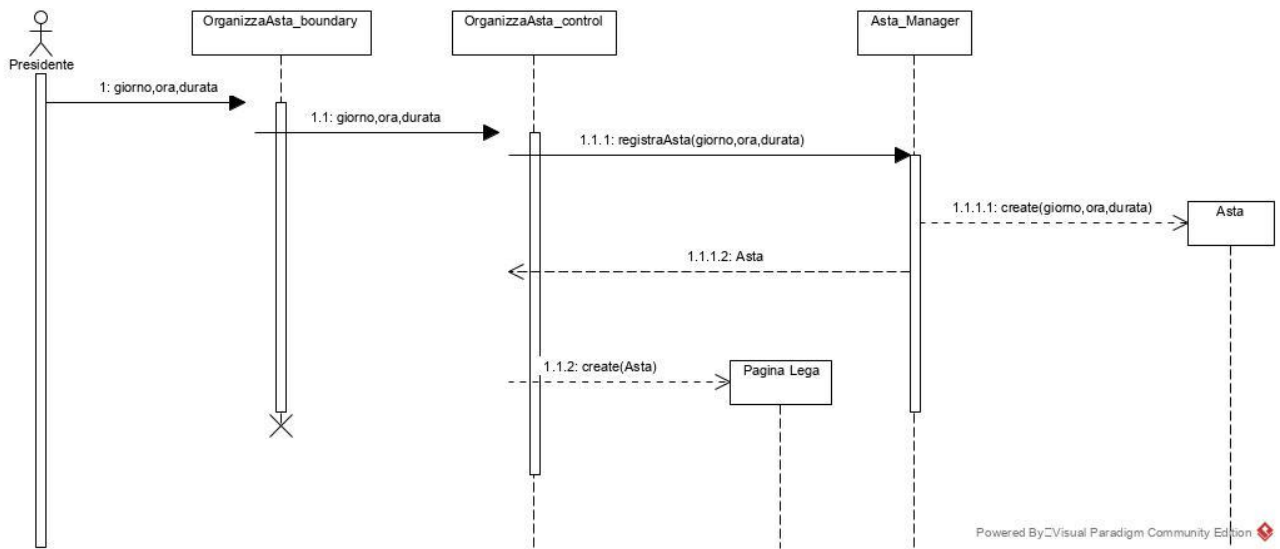 OrganizzaAsta_boundary
OrganizzaAsta_control
Asta_Manager
Presidente
1: giorno,ora,durata
1.1: giorno,ora,durata
1.1.1: registraAsta(giorno,ora,durata)
1.1.1.1: create(giorno,ora,durata)
Asta
1.1.1.2: Asta
1.1.2: create(Asta)
Pagina Lega
Powered By Visual Paradigm Community Edition